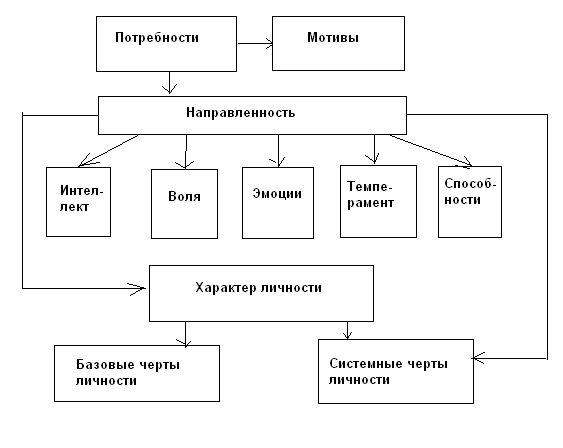 Потребности
Мотивы
Направленность
Интел-
лект
Воля
Эмоции
Темпе-
рамент
Способ-
ности
Характер личности
Базовые черты
личности
Системные черты
личности